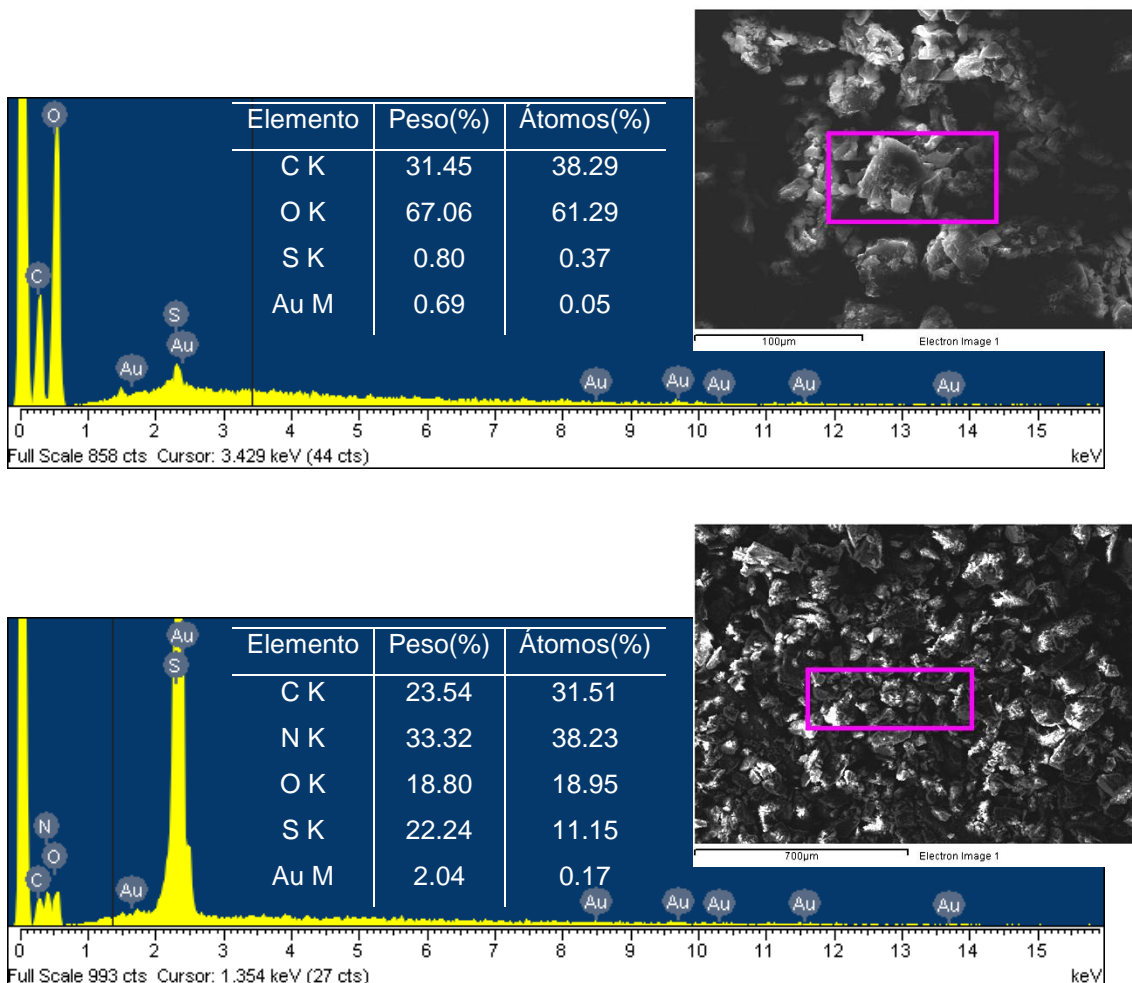 O
C
S
Au
Au
Au
Au
Au
Au
Au
Elemento Peso(%) Átomos(%)
C K 31.45 38.29
O K 67.06 61.29
S K 0.80 0.37
Au M 0.69 0.05
100µm Electron Image 1
0 1 2 3 4 5 6 7 8 9 10 11 12 13 14 15
Full Scale 858 cts Cursor: 3.429 keV (44 cts) keV
Au
S
N
O
C
Au
Au
Au
Au
Au
Au
Elemento Peso(%) Átomos(%)
C K 23.54 31.51
N K 33.32 38.23
O K 18.80 18.95
S K 22.24 11.15
Au M 2.04 0.17
700µm Electron Image 1
0 1 2 3 4 5 6 7 8 9 10 11 12 13 14 15
Full Scale 993 cts Cursor: 1.354 keV (27 cts) keV